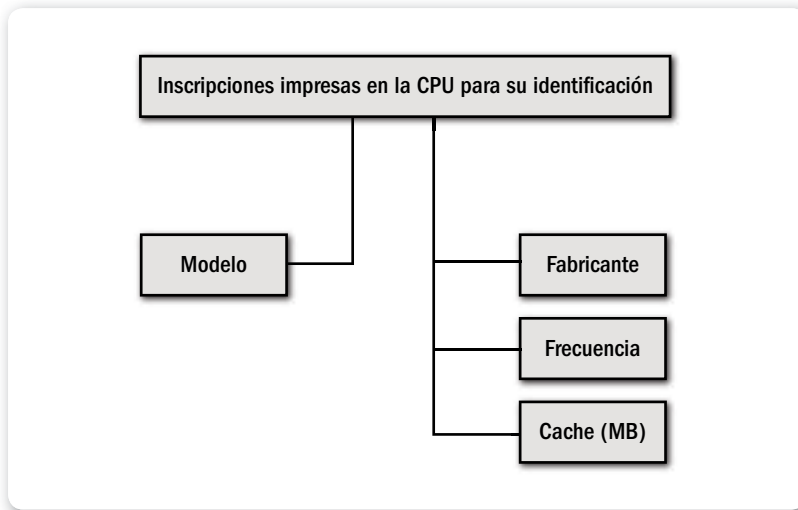 Inscripciones impresas en la CPU para su identificación
Modelo
Fabricante
Frecuencia
Cache (MB)